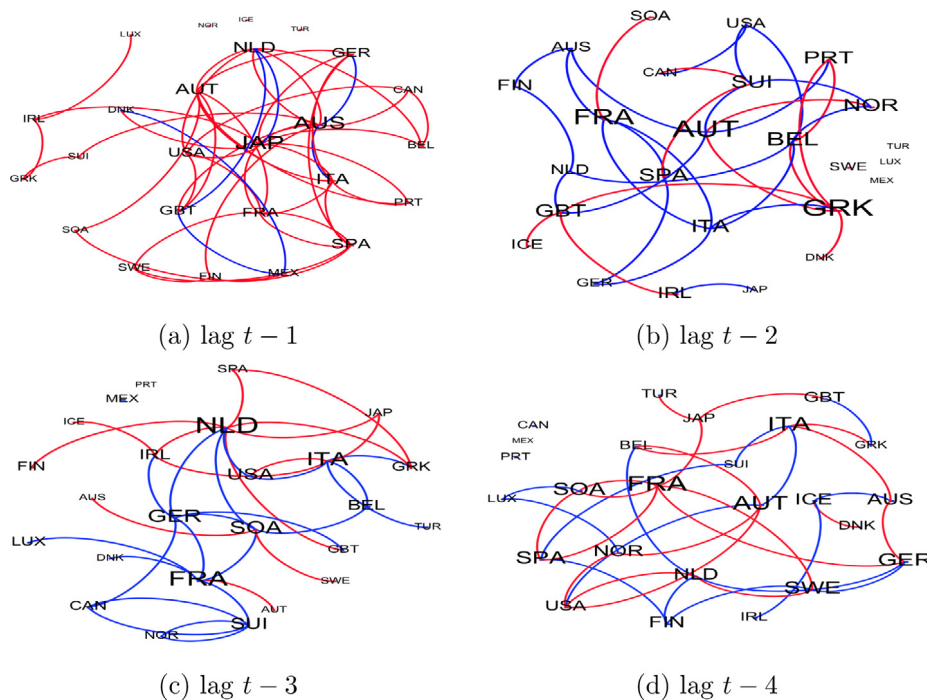 NOR ICE TUR
LUX NLD GER
AUT CAN
DNK IRL AUS
JAP BEL
SUI USA
GRK ITA
PRT
GBT FRA
SOA SPA
SWE FIN MEX
(a) lag t − 1
SOA USA
AUS PRT
CAN SUI
FIN NOR
FRA AUT BEL
TUR
NLD SPA SWE LUX
MEX
GBT GRK
ITA
ICE DNK
GER IRL JAP
(b) lag t − 2
SPA
PRT
MEX
ICE NLD JAP
IRL ITA
FIN USA GRK
AUS BEL
GER SOA TUR
LUX GBT
DNK FRA SWE
CAN AUT
NOR SUI
(c) lag t − 3
TUR GBT
CAN JAP ITA
MEX BEL GRK
PRT SUI
LUX SOA FRA AUT ICE AUS
DNK
SPA NOR GER
NLD SWE
USA FIN IRL
(d) lag t − 4